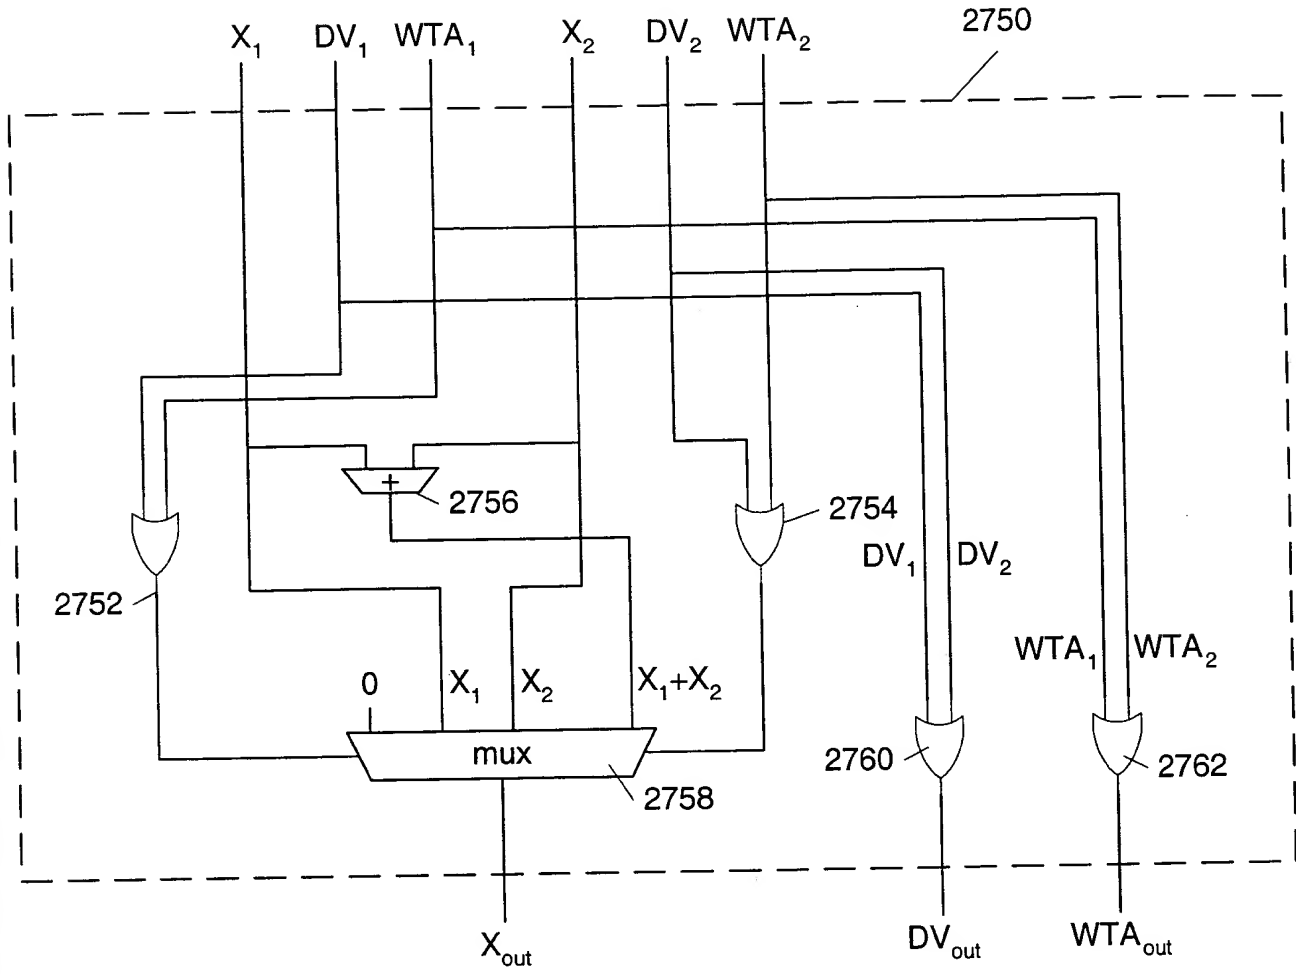 2750
X₁ DV₁ WTA₁ X₂ DV₂ WTA₂
+
2756
2754
DV₁ DV₂
2752
WTA₁ WTA₂
0 X₁ X₂ X₁+X₂
mux
2760
2762
2758
Xout DVout WTAout